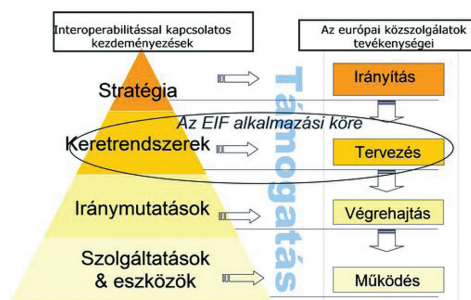 Interoperabilitással kapcsolatos
kezdeményezések
Az európai közszolgálatok
tevékenységei
Stratégia
Irányítás
Az EIF alkalmazási köre
Keretrendszerek
Tervezés
Támogatás
Iránymutatások
Végrehajtás
Szolgáltatások
& eszközök
Működés